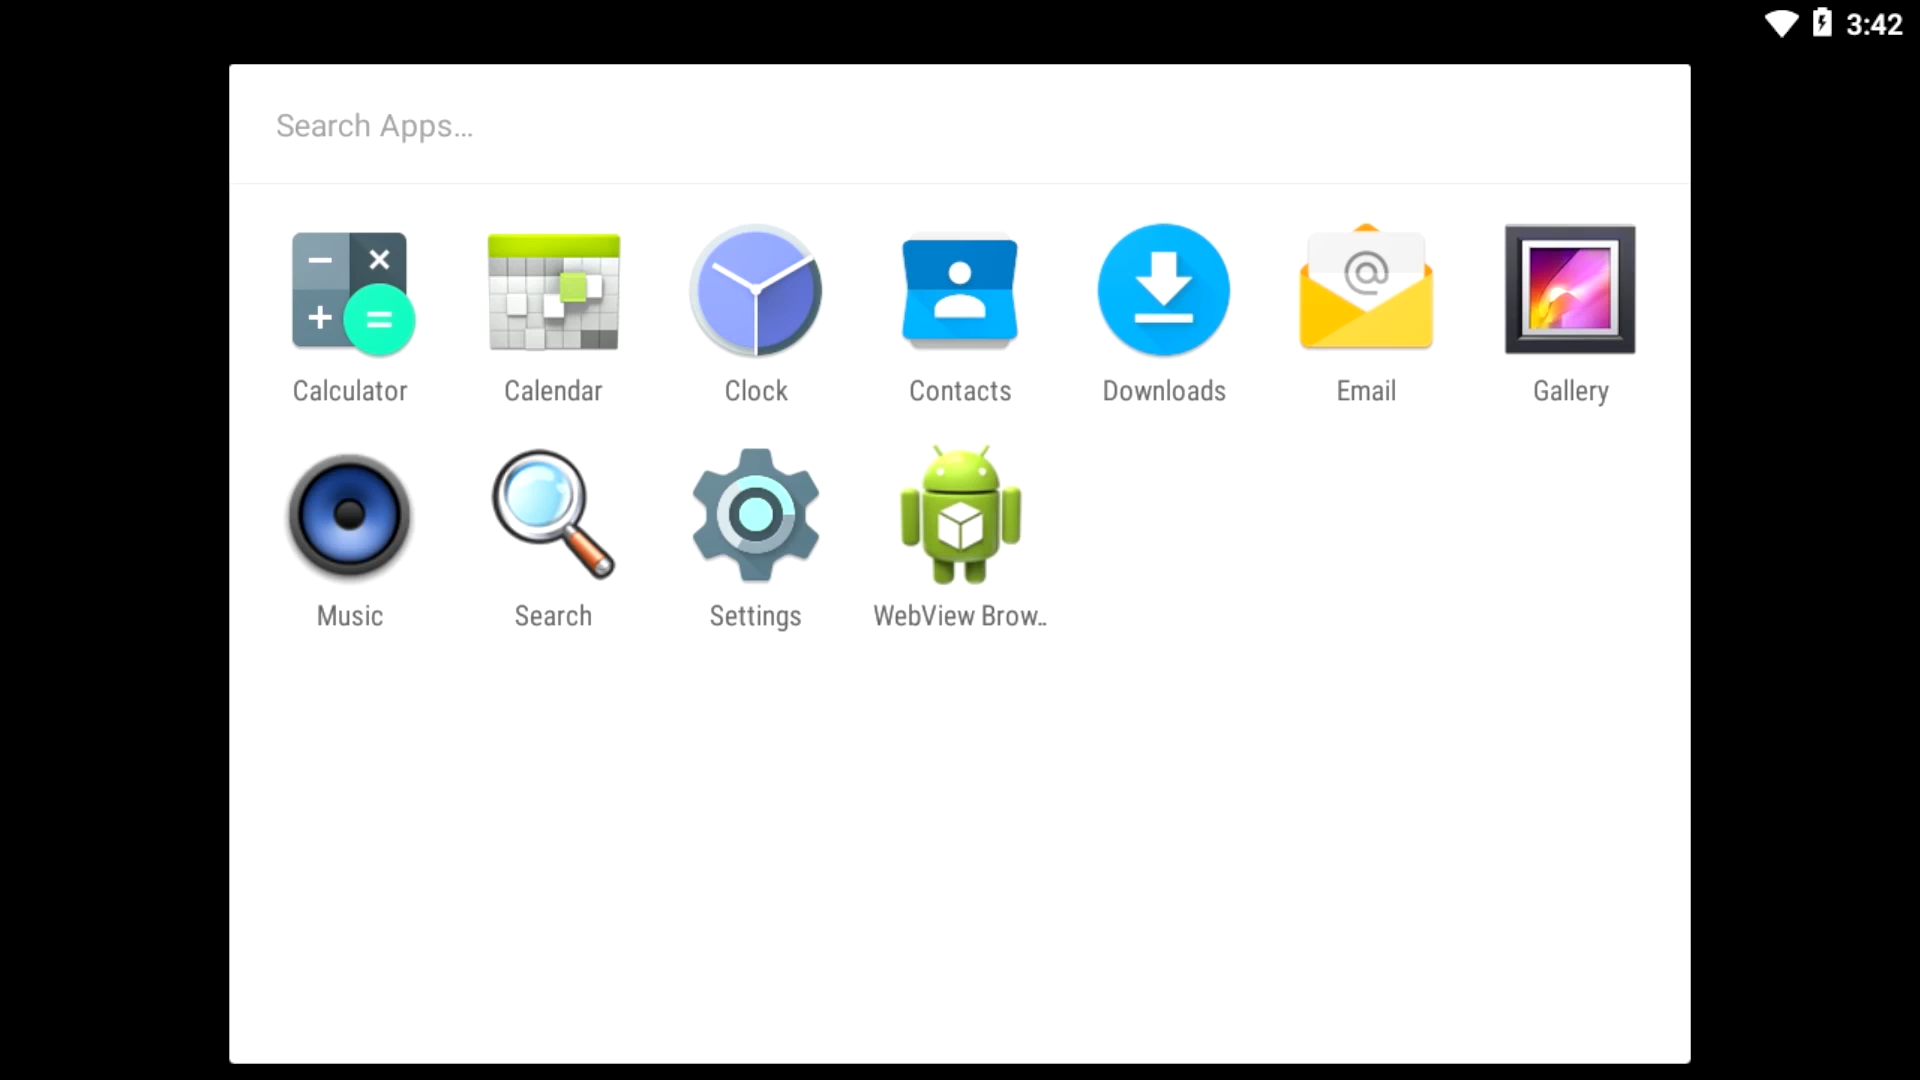 3:42
Search Apps...
Calculator
Calendar
Clock
Contacts
Downloads
Email
Gallery
Music
Search
Settings
WebView Brow..